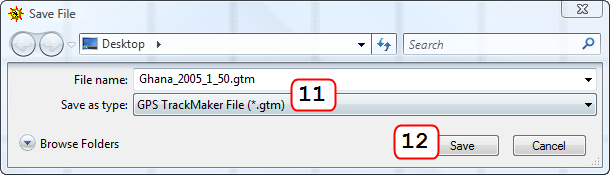 Save File
Desktop
Search
File name: Ghana_2005_1_50.gtm
Save as type: GPS TrackMaker File (*.gtm)
11
Browse Folders
12
Save
Cancel